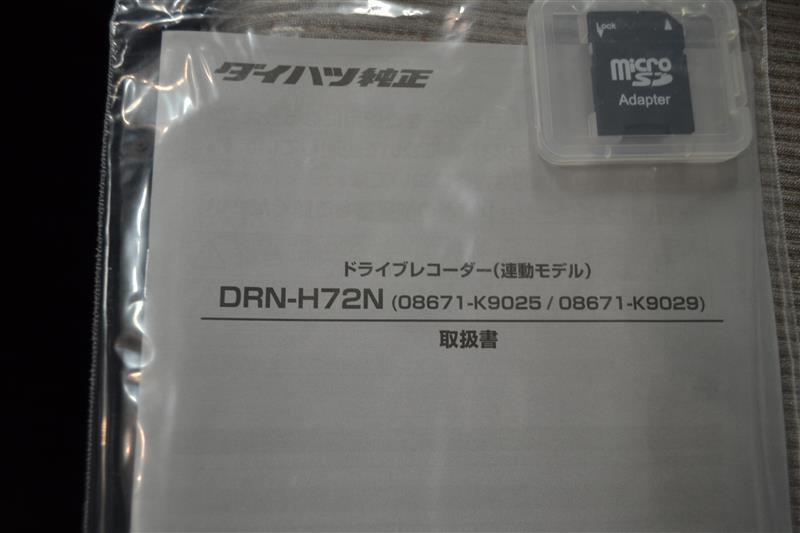 Lock
micro
SD
Adapter
ダイハツ純正
ドライブレコーダー(連動モデル)
DRN-H72N (08671-K9025 / 08671-K9029)
取扱書